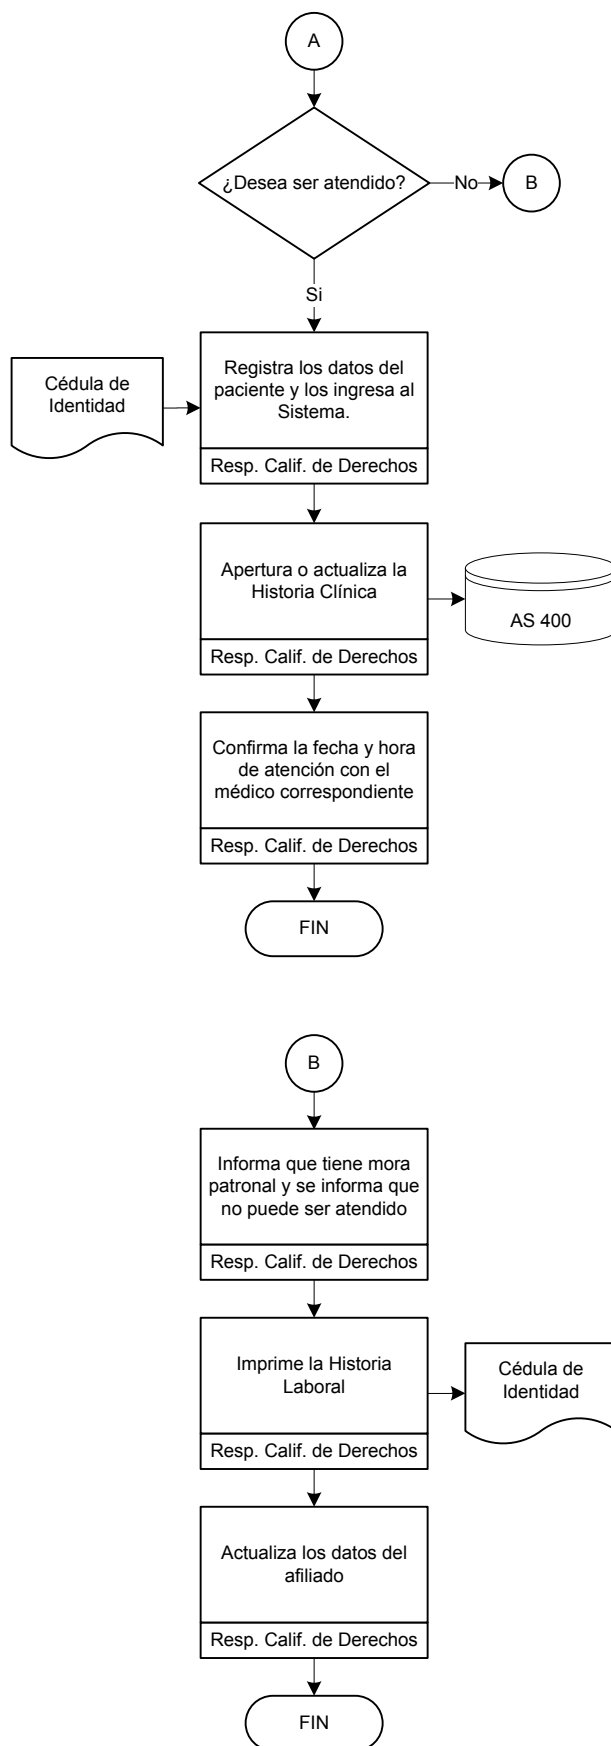 A
¿Desea ser atendido?
No
B
Si
Cédula de
Identidad
Registra los datos del
paciente y los ingresa al
Sistema.
Resp. Calif. de Derechos
Apertura o actualiza la
Historia Clínica
AS 400
Resp. Calif. de Derechos
Confirma la fecha y hora
de atención con el
médico correspondiente
Resp. Calif. de Derechos
FIN
B
Informa que tiene mora
patronal y se informa que
no puede ser atendido
Resp. Calif. de Derechos
Imprime la Historia
Laboral
Cédula de
Identidad
Resp. Calif. de Derechos
Actualiza los datos del
afiliado
Resp. Calif. de Derechos
FIN